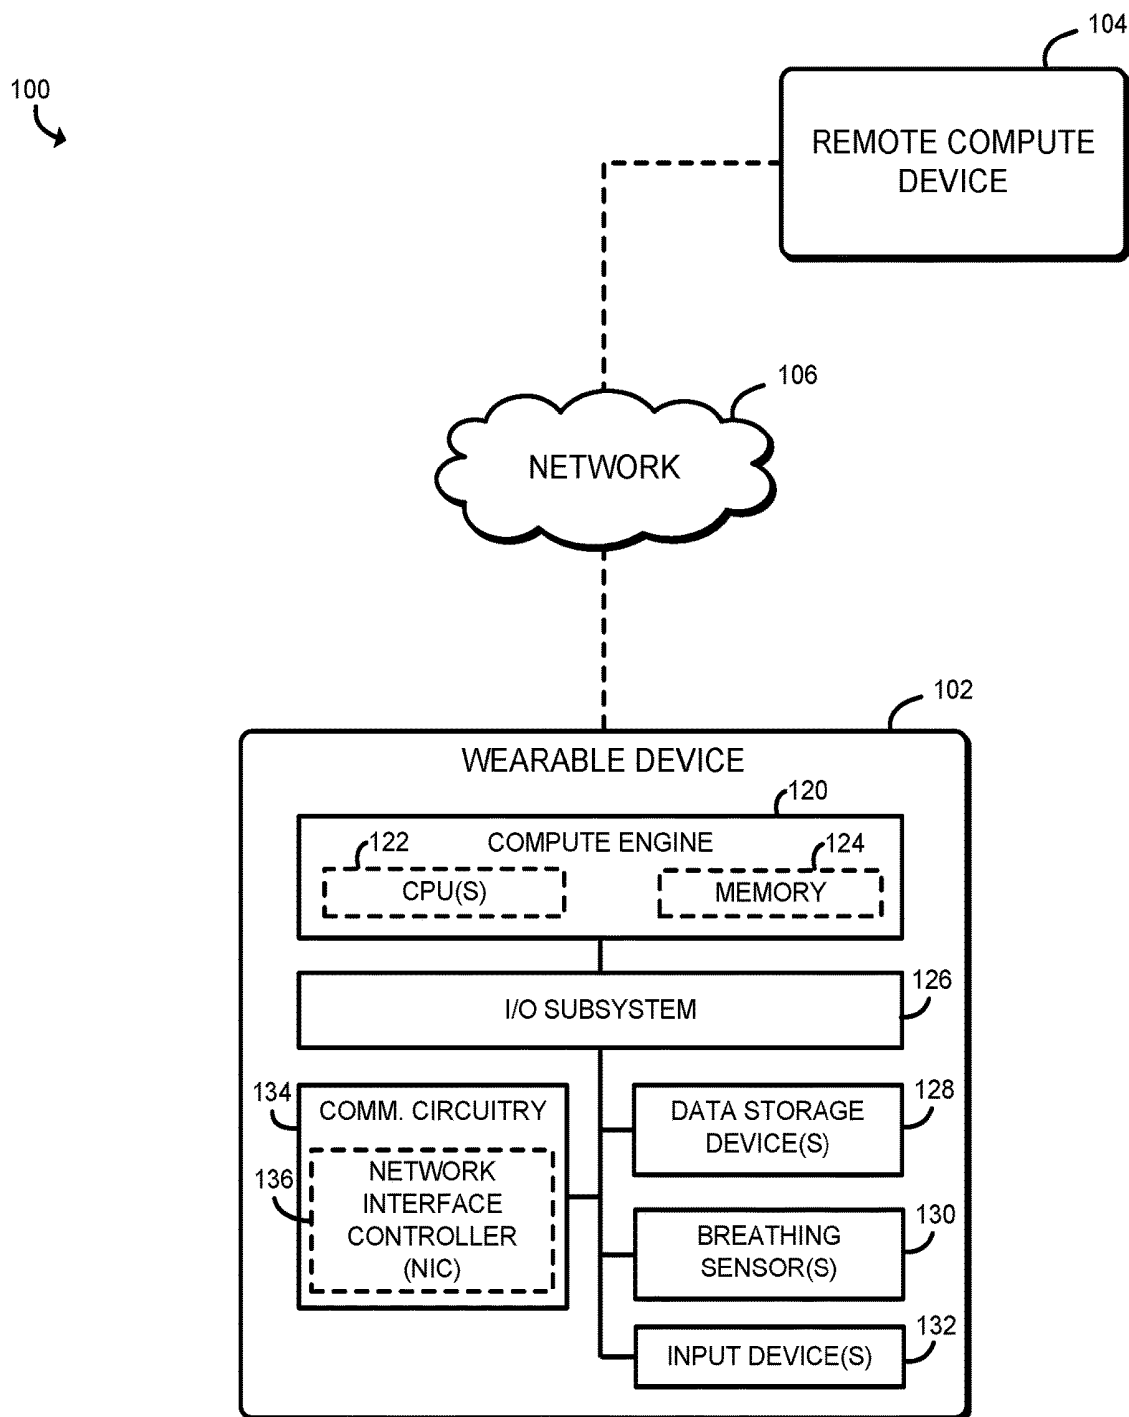 104
100
REMOTE COMPUTE
DEVICE
106
NETWORK
102
WEARABLE DEVICE
120
COMPUTE ENGINE
122
124
CPU(S)
MEMORY
126
I/O SUBSYSTEM
134
COMM. CIRCUITRY
136
NETWORK
INTERFACE
CONTROLLER
(NIC)
128
DATA STORAGE
DEVICE(S)
130
BREATHING
SENSOR(S)
132
INPUT DEVICE(S)